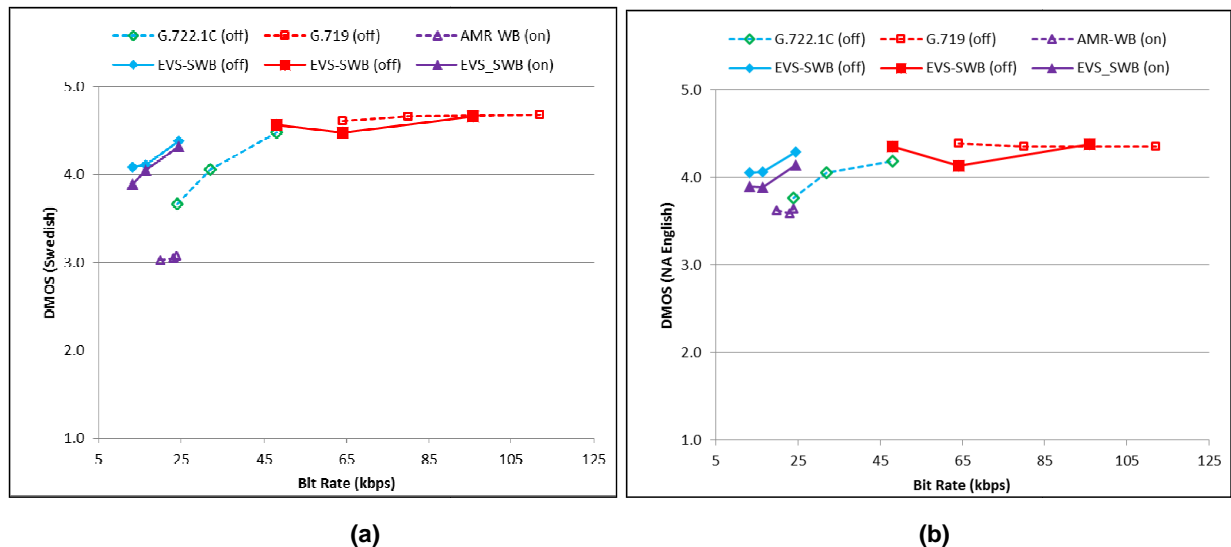 G.722.1C (off) G.719 (off) AMR-WB (on)
EVS-SWB (off) EVS-SWB (off) EVS_SWB (on)
5.0
4.0
3.0
2.0
1.0
DMOS (Swedish)
5 25 45 65 85 105 125
Bit Rate (kbps)
(a)
G.722.1C (off) G.719 (off) AMR-WB (on)
EVS-SWB (off) EVS-SWB (off) EVS_SWB (on)
5.0
4.0
3.0
2.0
1.0
DMOS (NA English)
5 25 45 65 85 105 125
Bit Rate (kbps)
(b)